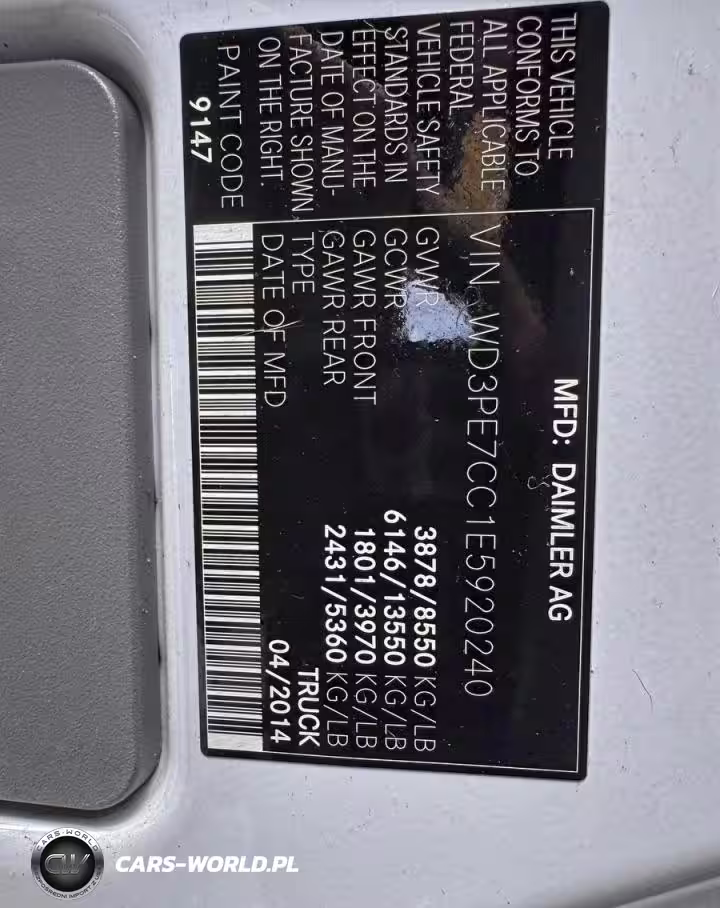 THIS VEHICLE
CONFORMS TO
ALL APPLICABLE
FEDERAL
VEHICLE SAFETY
STANDARDS IN
EFFECT ON THE
DATE OF MANU-
FACTURE SHOWN
ON THE RIGHT.
PAINT CODE
9147
MFD: DAIMLER AG
VIN WD3PE7CC1E5920240
GVWR 3878/8550 KG/LB
GCWR 6146/13550 KG/LB
GAWR FRONT 1801/3970 KG/LB
GAWR REAR 2431/5360 KG/LB
TYPE TRUCK
DATE OF MFD 04/2014
CARS-WORLD
CW
CARS-WORLD.PL